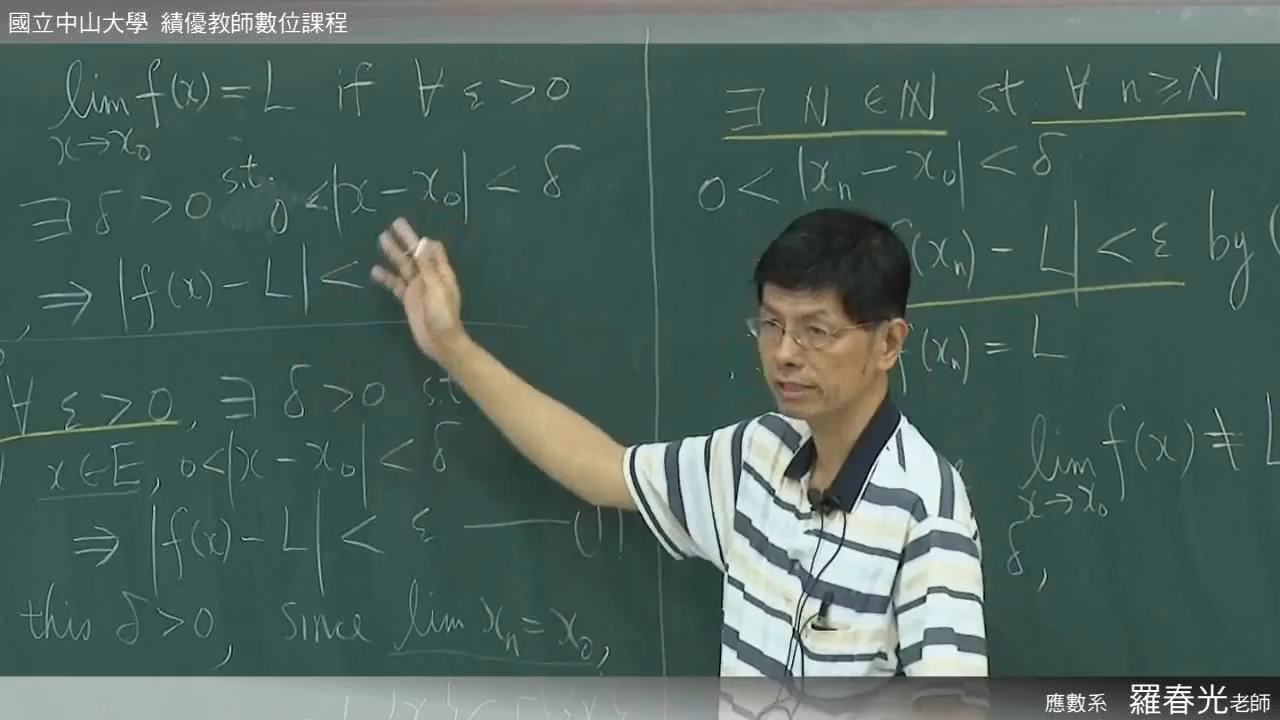 國立中山大學 績優教師數位課程
lim f(x) = L if ∀ ε > 0
x→x₀
∃ δ > 0 s.t. 0 < |x − x₀| < δ
⇒ |f(x) − L| <
∀ ε > 0, ∃ δ > 0 s.t
x ∈ E, 0 < |x − x₀| < δ
⇒ |f(x) − L| < ε —— (1)
this δ > 0, since lim xₙ = x₀,
∃ N ∈ ℕ st. ∀ n ≥ N
0 < |xₙ − x₀| < δ
f(xₙ) − L| < ε by (
f(xₙ) = L
lim f(x) ≠ L
x→x₀
δ,
應數系 羅春光老師